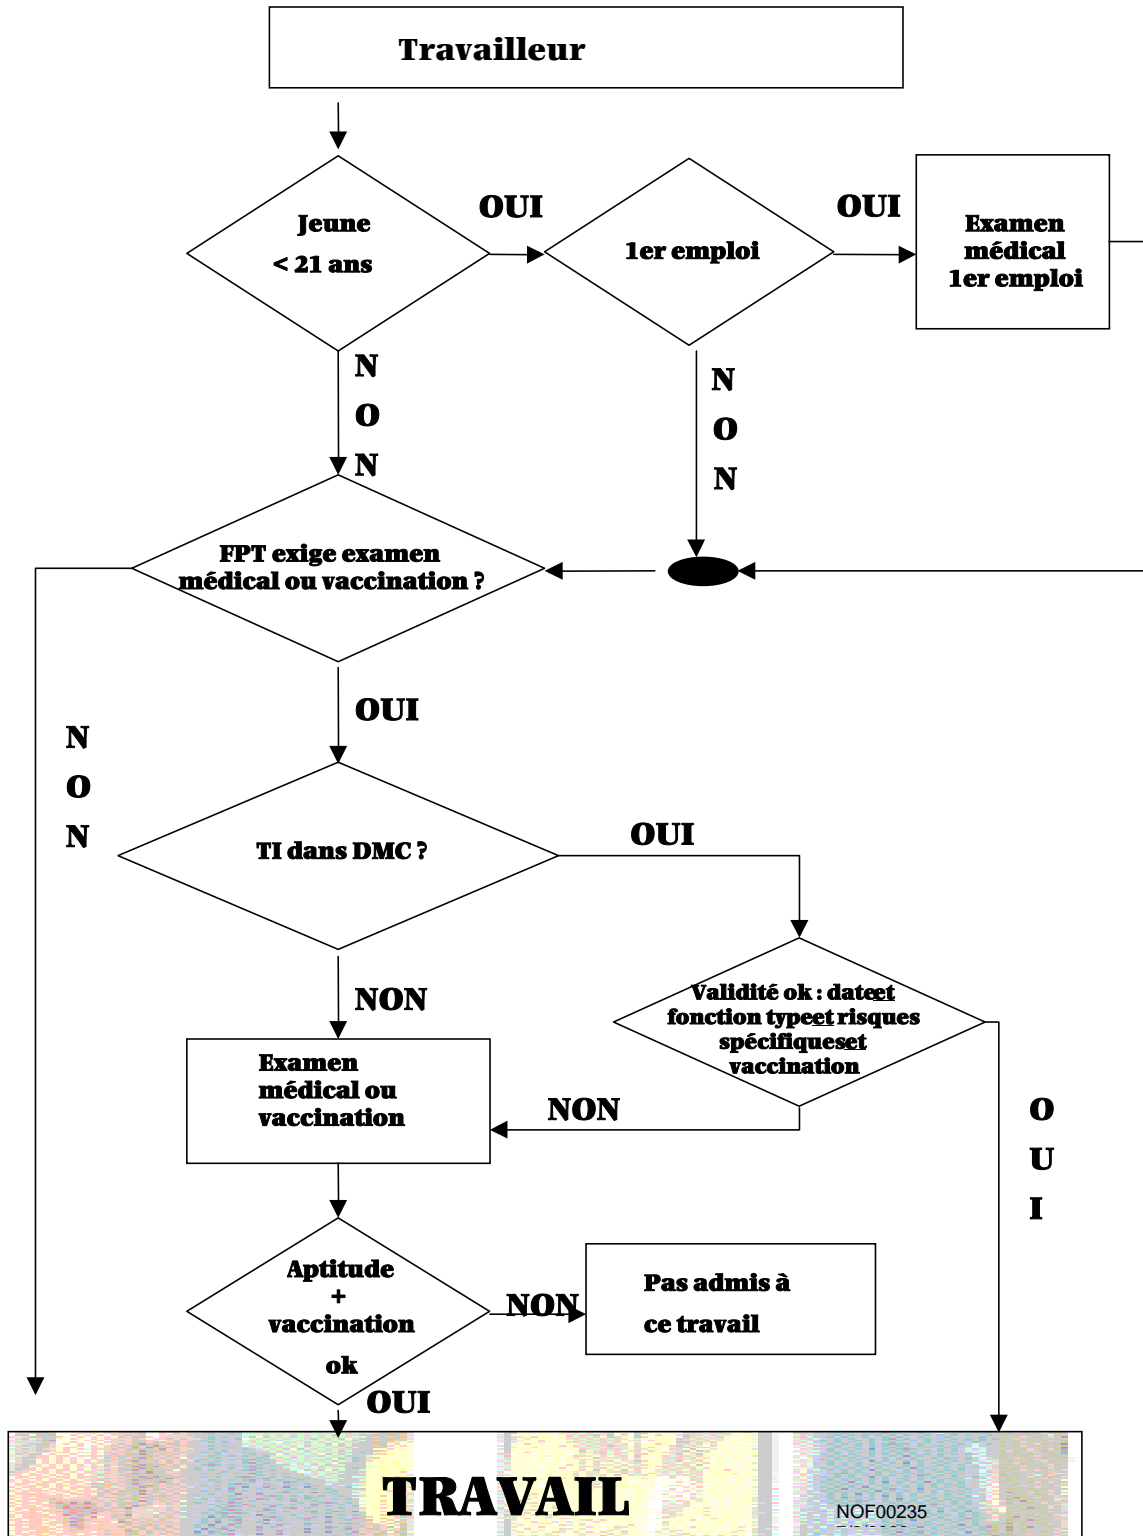 Travailleur
Jeune
< 21 ans
OUI
1er emploi
OUI
Examen
médical
1er emploi
N
O
N
N
O
N
FPT exige examen
médical ou vaccination ?
OUI
N
O
N
TI dans DMC ?
OUI
NON
Validité ok : date et
fonction type et risques
spécifiques et
vaccination
Examen
médical ou
vaccination
NON
O
U
I
Aptitude
+
vaccination
ok
NON
Pas admis à
ce travail
OUI
TRAVAIL
NOF00235